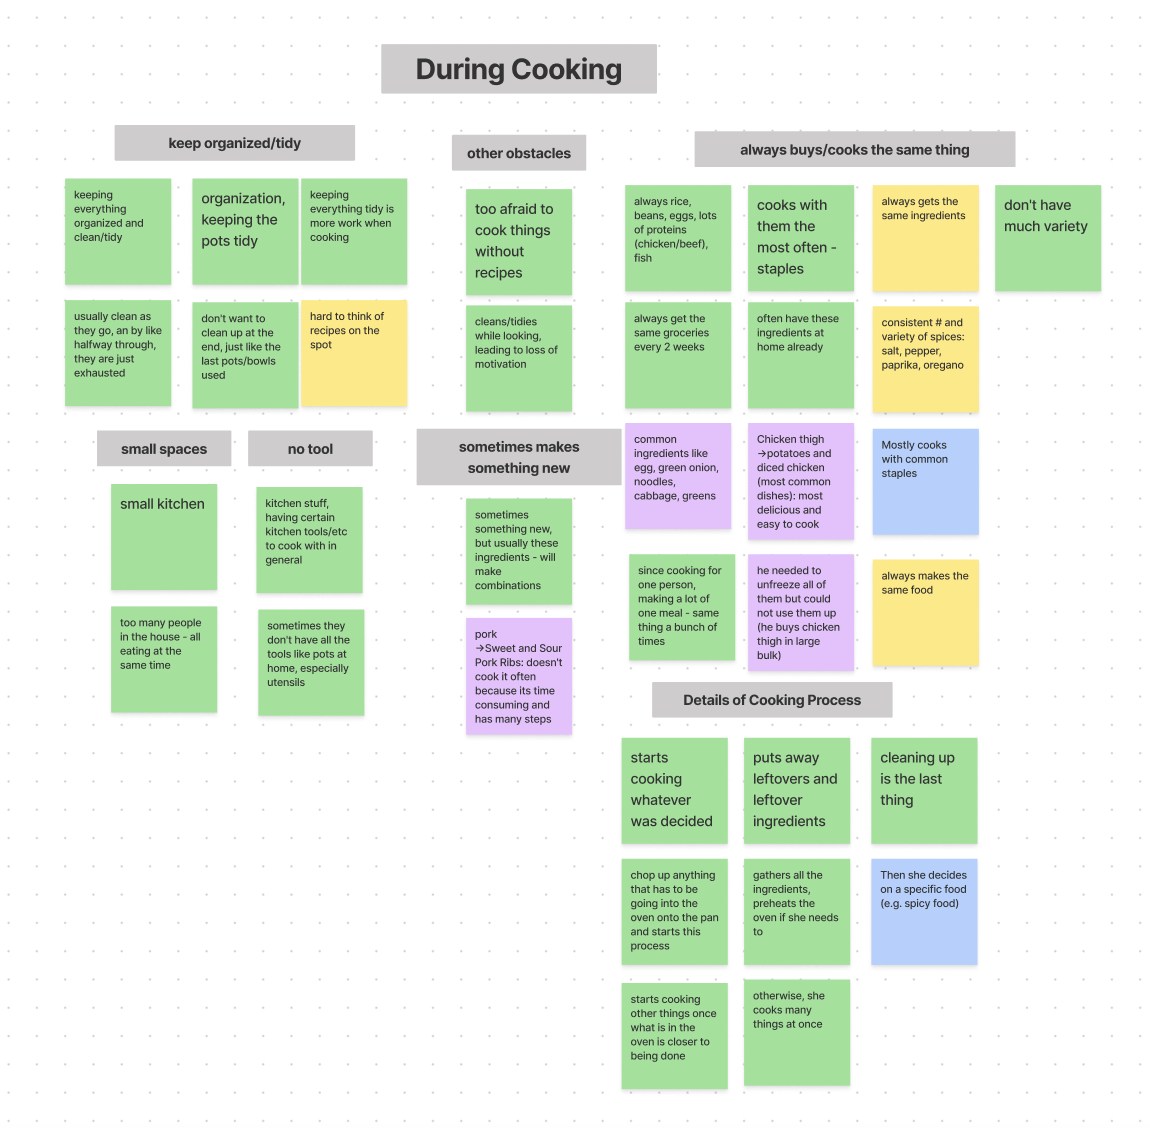 During Cooking
keep organized/tidy
keeping
everything
organized and
clean/tidy
organization,
keeping the
pots tidy
keeping
everything tidy is
more work when
cooking
usually clean as
they go, an by like
halfway through,
they are just
exhausted
don't want to
clean up at the
end, just like the
last pots/bowls
used
hard to think of
recipes on the
spot
small spaces
small kitchen
too many people
in the house - all
eating at the
same time
no tool
kitchen stuff,
having certain
kitchen tools/etc
to cook with in
general
sometimes they
don't have all the
tools like pots at
home, especially
utensils
other obstacles
too afraid to
cook things
without
recipes
cleans/tidies
while looking,
leading to loss of
motivation
sometimes makes
something new
sometimes
something new,
but usually these
ingredients - will
make
combinations
pork
→Sweet and Sour
Pork Ribs: doesn't
cook it often
because its time
consuming and
has many steps
always buys/cooks the same thing
always rice,
beans, eggs, lots
of proteins
(chicken/beef),
fish
cooks with
them the
most often -
staples
always gets the
same ingredients
don't have
much variety
always get the
same groceries
every 2 weeks
often have these
ingredients at
home already
consistent # and
variety of spices:
salt, pepper,
paprika, oregano
common
ingredients like
egg, green onion,
noodles,
cabbage, greens
Chicken thigh
→potatoes and
diced chicken
(most common
dishes): most
delicious and
easy to cook
Mostly cooks
with common
staples
since cooking for
one person,
making a lot of
one meal - same
thing a bunch of
times
he needed to
unfreeze all of
them but could
not use them up
(he buys chicken
thigh in large
bulk)
always makes the
same food
Details of Cooking Process
starts
cooking
whatever
was decided
puts away
leftovers and
leftover
ingredients
cleaning up
is the last
thing
chop up anything
that has to be
going into the
oven onto the pan
and starts this
process
gathers all the
ingredients,
preheats the
oven if she needs
to
Then she decides
on a specific food
(e.g. spicy food)
starts cooking
other things once
what is in the
oven is closer to
being done
otherwise, she
cooks many
things at once